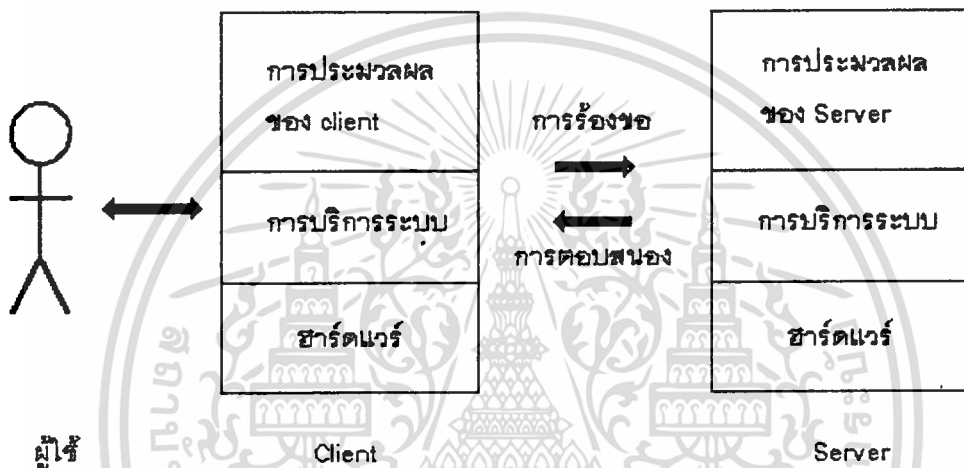 การประมวลผล
ของ client
การบริการระบบ
ฮาร์ดแวร์
การร้องขอ
การตอบสนอง
การประมวลผล
ของ Server
การบริการระบบ
ฮาร์ดแวร์
ผู้ใช้
Client
Server